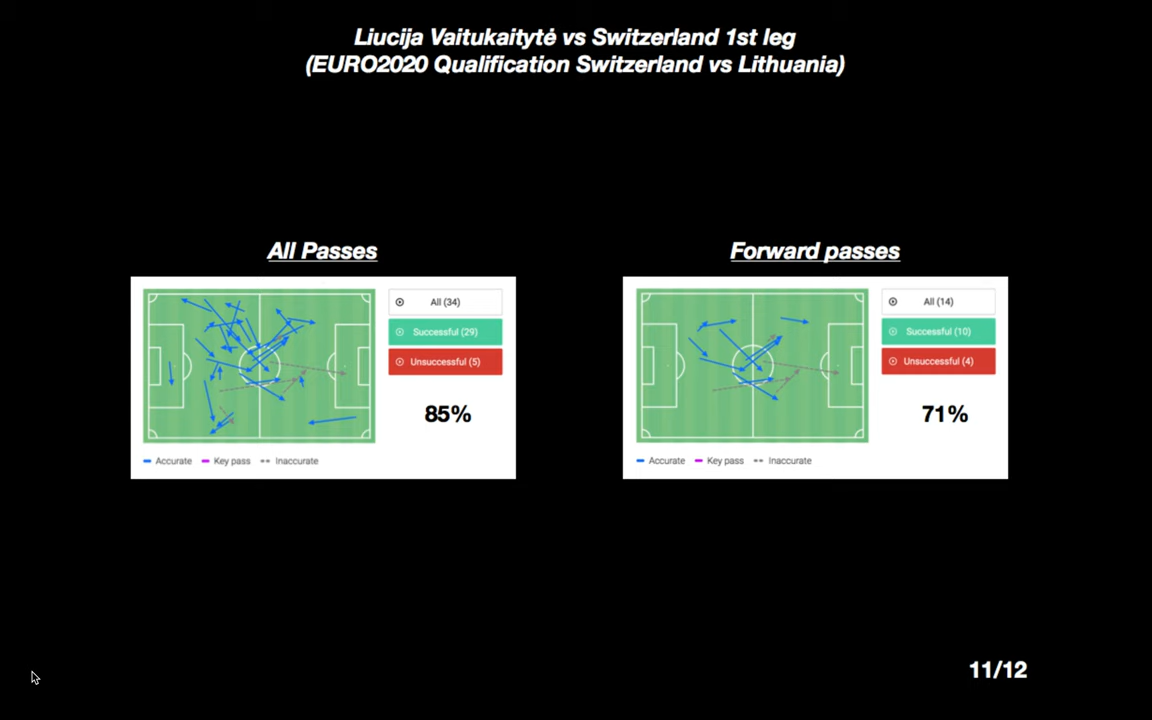 Liucija Vaitukaitytė vs Switzerland 1st leg
(EURO2020 Qualification Switzerland vs Lithuania)
All Passes
All (34)
Successful (29)
Unsuccessful (5)
85%
Accurate Key pass Inaccurate
Forward passes
All (14)
Successful (10)
Unsuccessful (4)
71%
Accurate Key pass Inaccurate
11/12